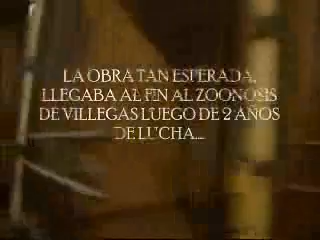 LA OBRA TAN ESPERADA,
LLEGABA AL FIN AL ZOONOSIS
DE VILLEGAS LUEGO DE 2 AÑOS
DE LUCHA...